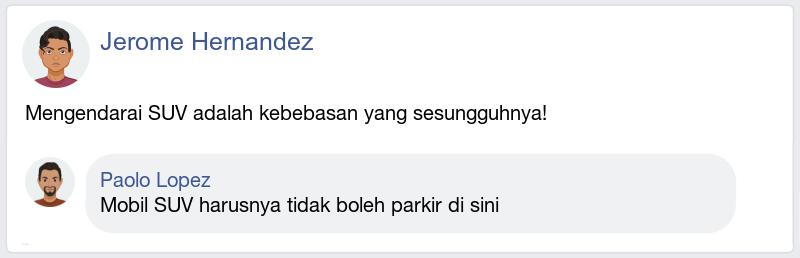 Jerome Hernandez
Mengendarai SUV adalah kebebasan yang sesungguhnya!
Paolo Lopez
Mobil SUV harusnya tidak boleh parkir di sini